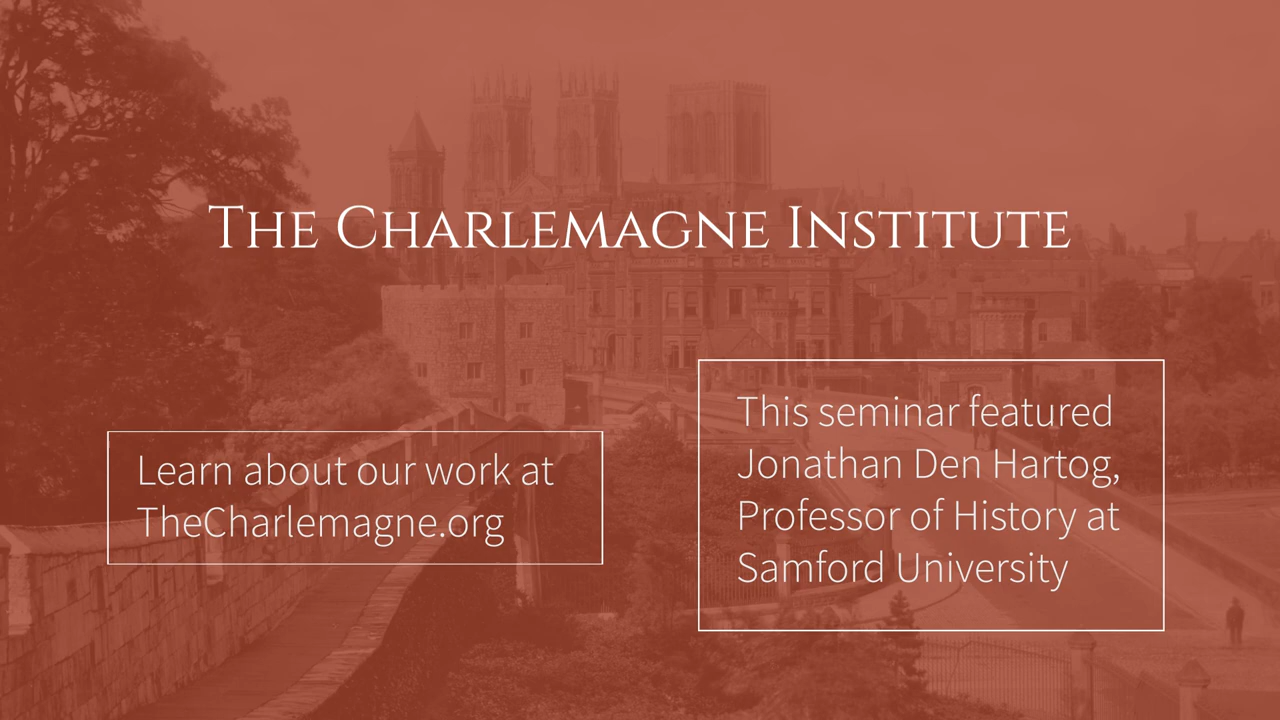 The Charlemagne Institute
Learn about our work at
TheCharlemagne.org
This seminar featured
Jonathan Den Hartog,
Professor of History at
Samford University